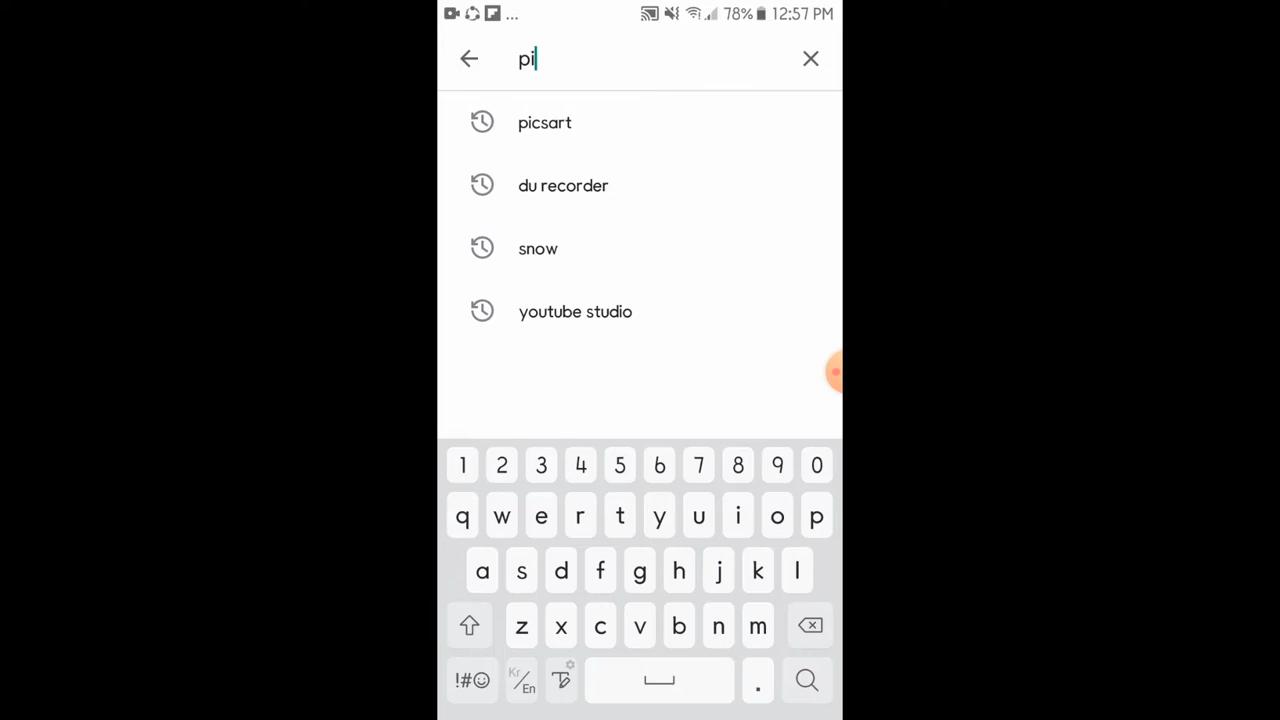 ... 78% 12:57 PM
pi
picsart
du recorder
snow
youtube studio
1 2 3 4 5 6 7 8 9 0
q w e r t y u i o p
a s d f g h j k l
z x c v b n m
!#☺ Kr/En T .